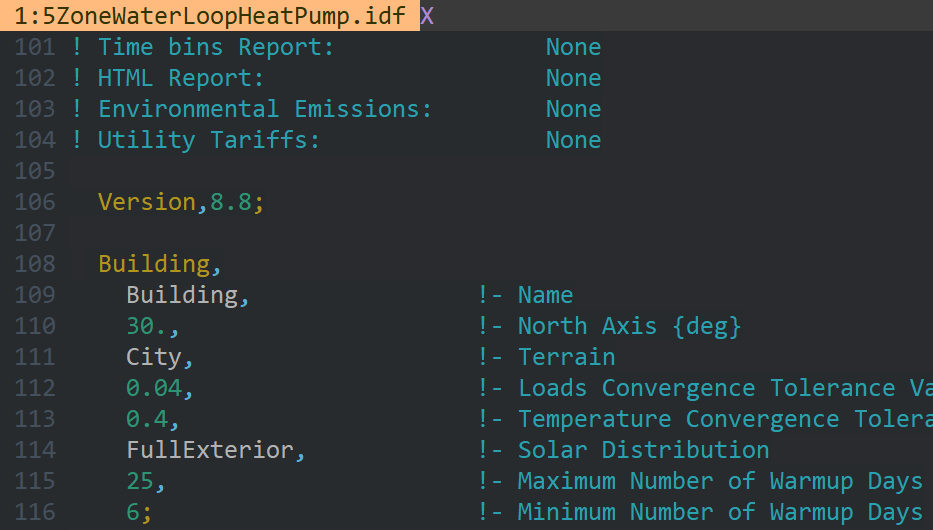 1:5ZoneWaterLoopHeatPump.idf X
101 ! Time bins Report: None
102 ! HTML Report: None
103 ! Environmental Emissions: None
104 ! Utility Tariffs: None
105
106 Version,8.8;
107
108 Building,
109 Building, !- Name
110 30., !- North Axis {deg}
111 City, !- Terrain
112 0.04, !- Loads Convergence Tolerance Va
113 0.4, !- Temperature Convergence Tolera
114 FullExterior, !- Solar Distribution
115 25, !- Maximum Number of Warmup Days
116 6; !- Minimum Number of Warmup Days